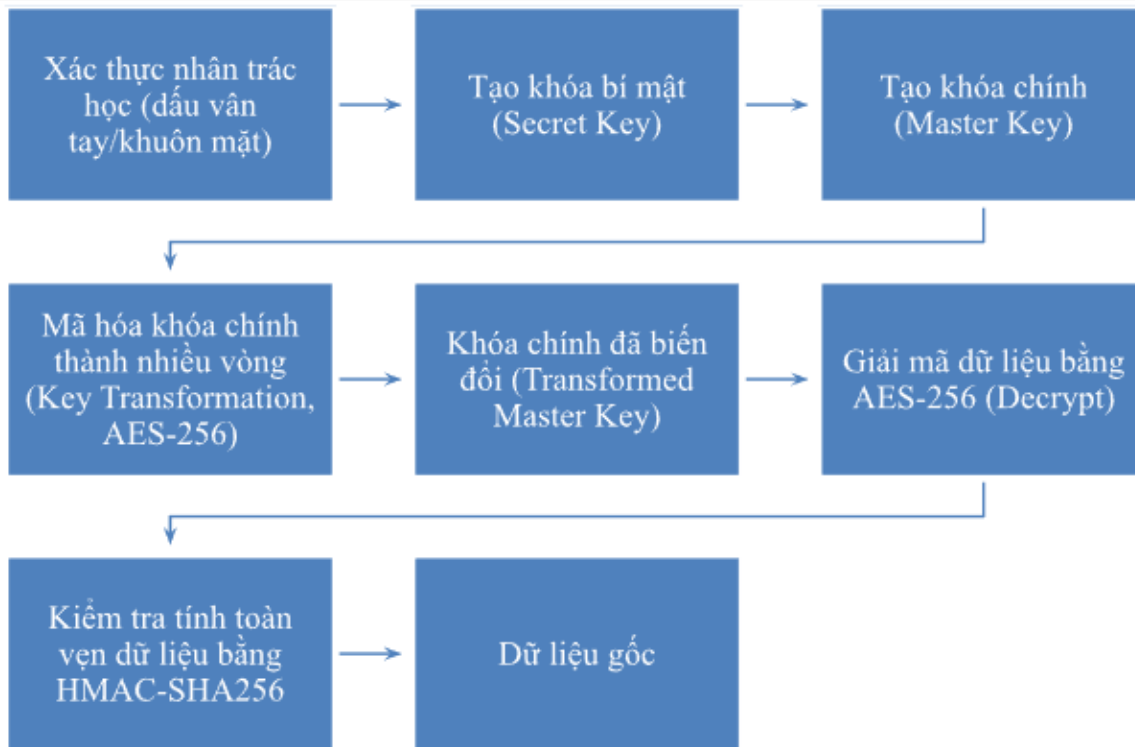 Xác thực nhân trác
học (dấu vân
tay/khuôn mặt)
Tạo khóa bí mật
(Secret Key)
Tạo khóa chính
(Master Key)
Mã hóa khóa chính
thành nhiều vòng
(Key Transformation,
AES-256)
Khóa chính đã biến
đổi (Transformed
Master Key)
Giải mã dữ liệu bằng
AES-256 (Decrypt)
Kiểm tra tính toàn
vẹn dữ liệu bằng
HMAC-SHA256
Dữ liệu gốc